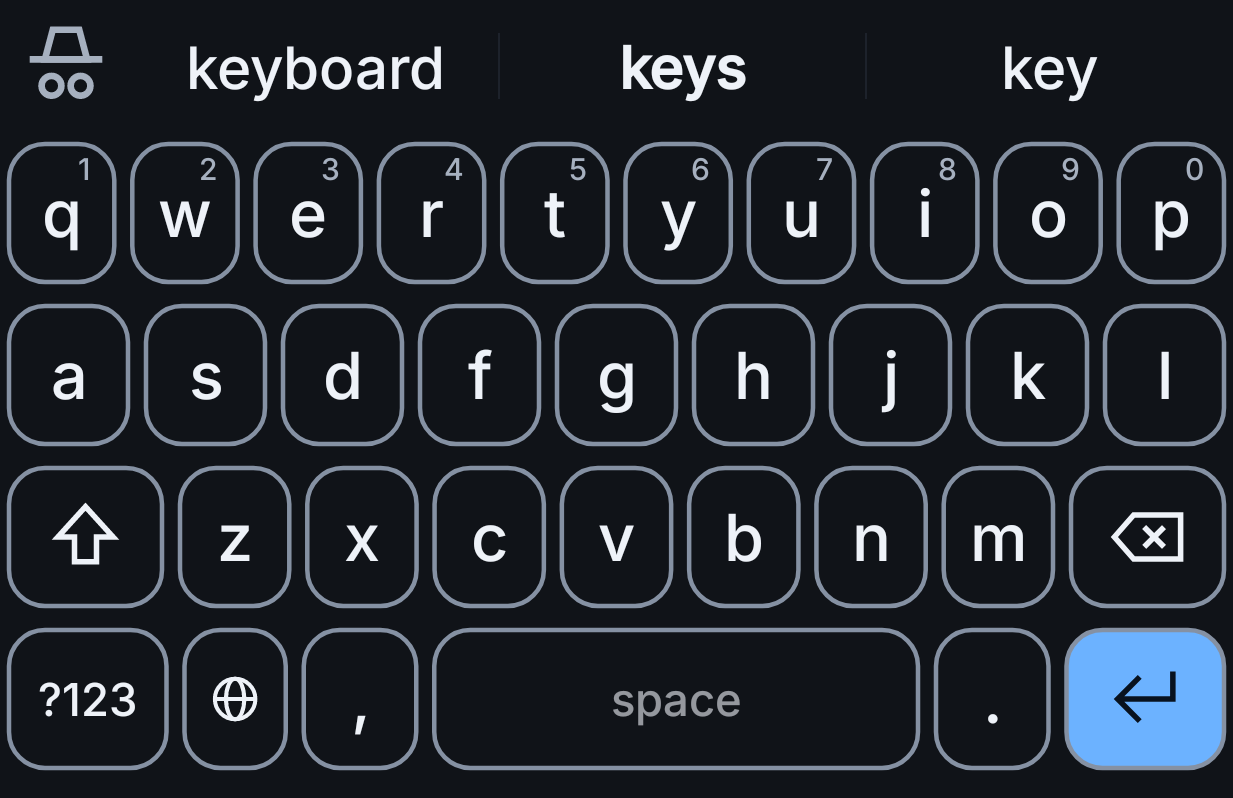 keyboard keys key
1 2 3 4 5 6 7 8 9 0
q w e r t y u i o p
a s d f g h j k l
z x c v b n m
?123 , space .